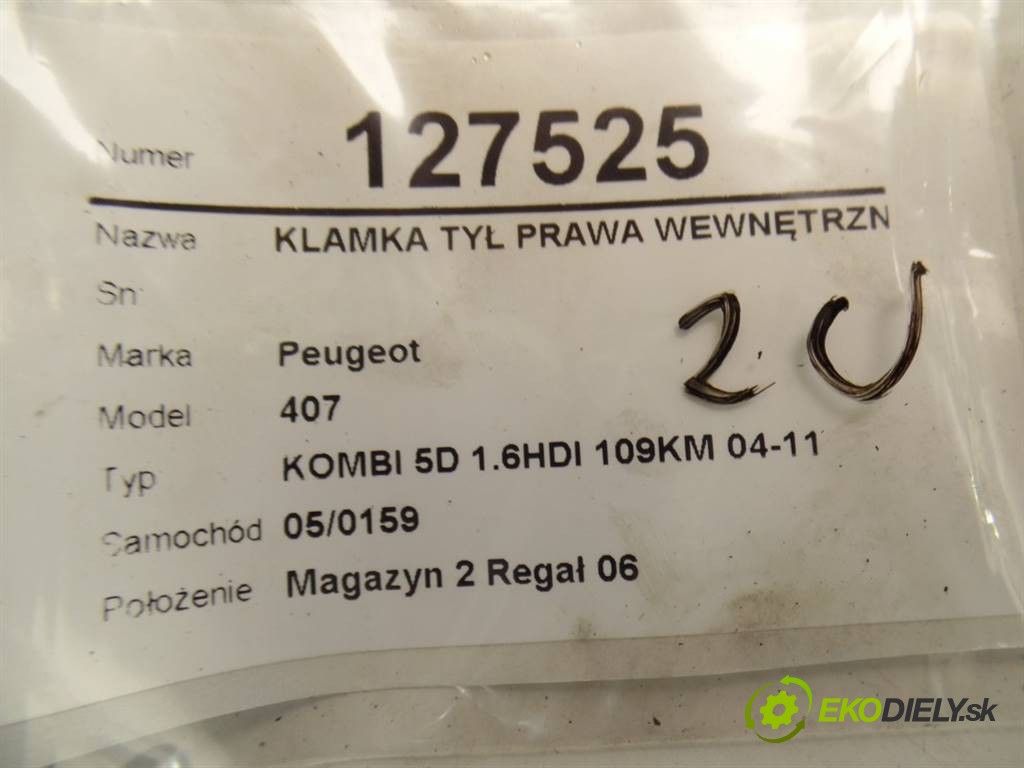 Numer 127525
Nazwa KLAMKA TYŁ PRAWA WEWNĘTRZN
Sn
Marka Peugeot
Model 407
Typ KOMBI 5D 1.6HDI 109KM 04-11
Samochód 05/0159
Położenie Magazyn 2 Regał 06
20
EKODIELY.sk